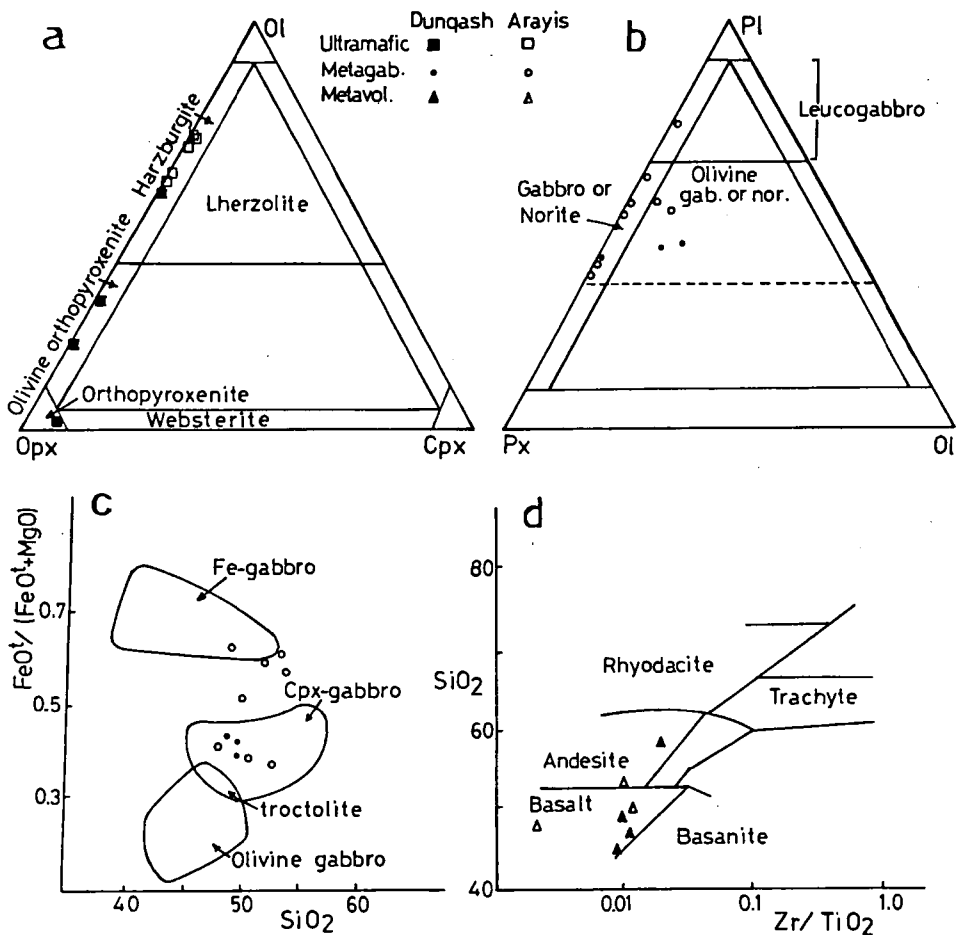 a
Ol
Dunqash Arayis
Ultramafic
Metagab.
Metavol.
b
Pl
Leucogabbro
Harzburgite
Lherzolite
Olivine orthopyroxenite
Orthopyroxenite
Websterite
Opx
Cpx
Gabbro or
Norite
Olivine
gab. or nor.
Px
Ol
c
FeOᵗ/(FeOᵗ+MgO)
0.7
0.5
0.3
Fe-gabbro
Cpx-gabbro
troctolite
Olivine gabbro
40 50 60
SiO₂
d
SiO₂
80
60
40
Rhyodacite
Trachyte
Andesite
Basalt
Basanite
0.01 0.1 1.0
Zr/TiO₂